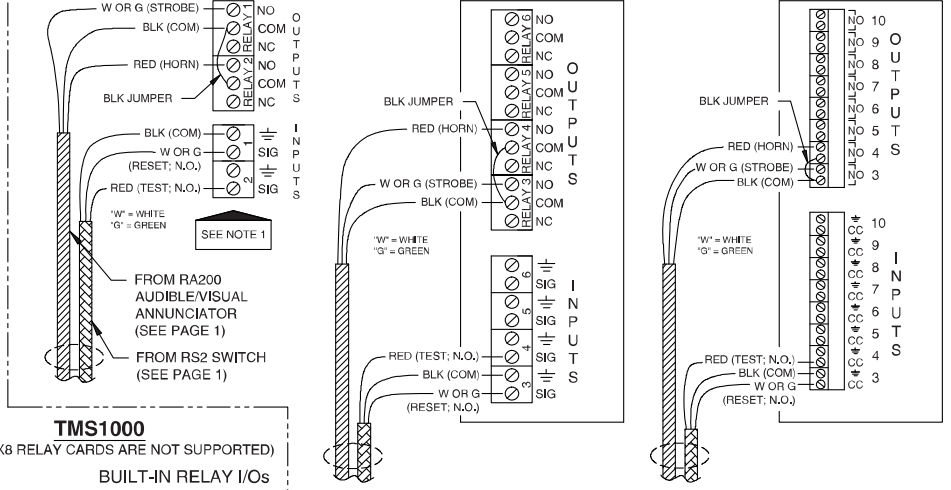 W OR G (STROBE)
BLK (COM)
RED (HORN)
BLK JUMPER
RELAY 1
RELAY 2
NO
COM
NC
NO
COM
NC
OUTPUTS
BLK (COM)
W OR G
(RESET; N.O.)
RED (TEST; N.O.)
1
2
SIG
SIG
INPUTS
"W" = WHITE
"G" = GREEN
SEE NOTE 1
FROM RA200
AUDIBLE/VISUAL
ANNUNCIATOR
(SEE PAGE 1)
FROM RS2 SWITCH
(SEE PAGE 1)
TMS1000
X8 RELAY CARDS ARE NOT SUPPORTED)
BUILT-IN RELAY I/Os
RELAY 6
RELAY 5
RELAY 4
RELAY 3
NO
COM
NC
NO
COM
NC
NO
COM
NC
NO
COM
NC
OUTPUTS
BLK JUMPER
RED (HORN)
W OR G (STROBE)
BLK (COM)
"W" = WHITE
"G" = GREEN
6
SIG
5
SIG
4
SIG
3
SIG
INPUTS
RED (TEST; N.O.)
BLK (COM)
W OR G
(RESET; N.O.)
NO 10
NO 9
NO 8
NO 7
NO 6
NO 5
NO 4
NO 3
OUTPUTS
BLK JUMPER
RED (HORN)
W OR G (STROBE)
BLK (COM)
"W" = WHITE
"G" = GREEN
CC 10
CC 9
CC 8
CC 7
CC 6
CC 5
CC 4
CC 3
INPUTS
RED (TEST; N.O.)
BLK (COM)
W OR G
(RESET; N.O.)